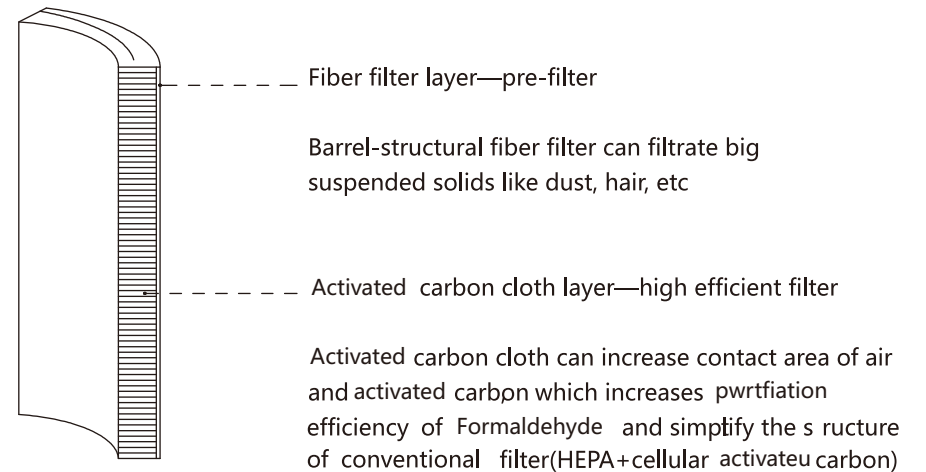 Fiber filter layer—pre-filter
Barrel-structural fiber filter can filtrate big
suspended solids like dust, hair, etc
Activated carbon cloth layer—high efficient filter
Activated carbon cloth can increase contact area of air
and activated carbon which increases pwrtfiation
efficiency of Formaldehyde and simptify the s ructure
of conventional filter(HEPA+cellular activateu carbon)